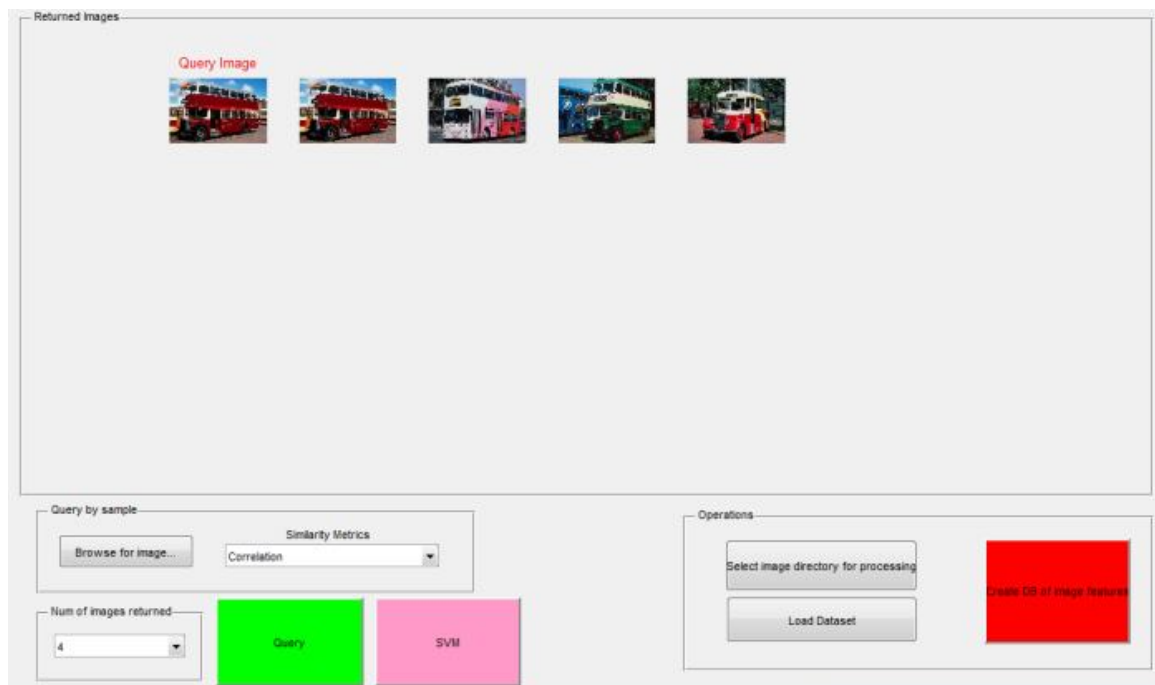 Returned Images
Query Image
Query by sample
Browse for image...
Similarity Metrics
Correlation
Num of images returned
4
Query
SVM
Operations
Select image directory for processing
Load Dataset
Create DB of image features